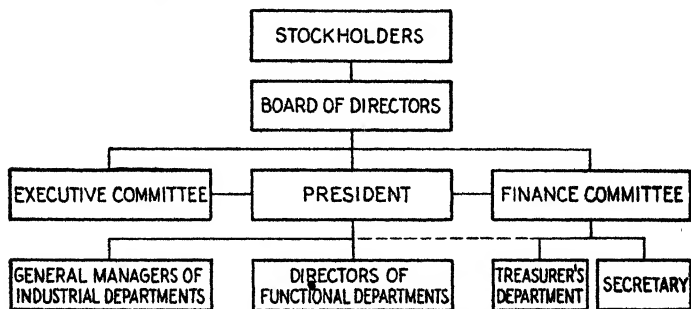 STOCKHOLDERS
BOARD OF DIRECTORS
EXECUTIVE COMMITTEE
PRESIDENT
FINANCE COMMITTEE
GENERAL MANAGERS OF
INDUSTRIAL DEPARTMENTS
DIRECTORS OF
FUNCTIONAL DEPARTMENTS
TREASURER'S
DEPARTMENT
SECRETARY